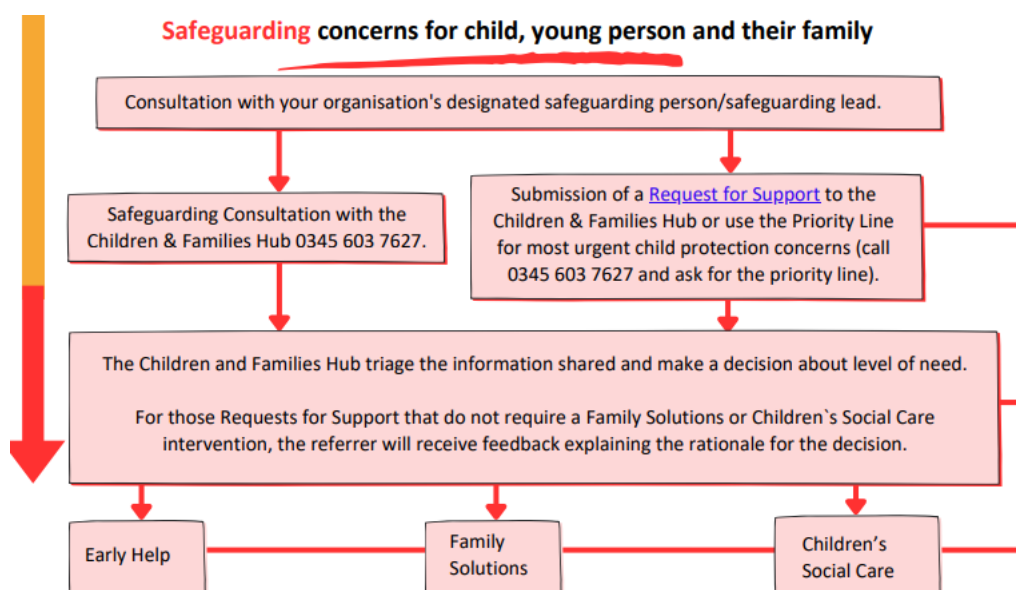 Safeguarding concerns for child, young person and their family
Consultation with your organisation's designated safeguarding person/safeguarding lead.
Safeguarding Consultation with the
Children & Families Hub 0345 603 7627.
Submission of a Request for Support to the
Children & Families Hub or use the Priority Line
for most urgent child protection concerns (call
0345 603 7627 and ask for the priority line).
The Children and Families Hub triage the information shared and make a decision about level of need.
For those Requests for Support that do not require a Family Solutions or Children`s Social Care
intervention, the referrer will receive feedback explaining the rationale for the decision.
Early Help
Family
Solutions
Children’s
Social Care